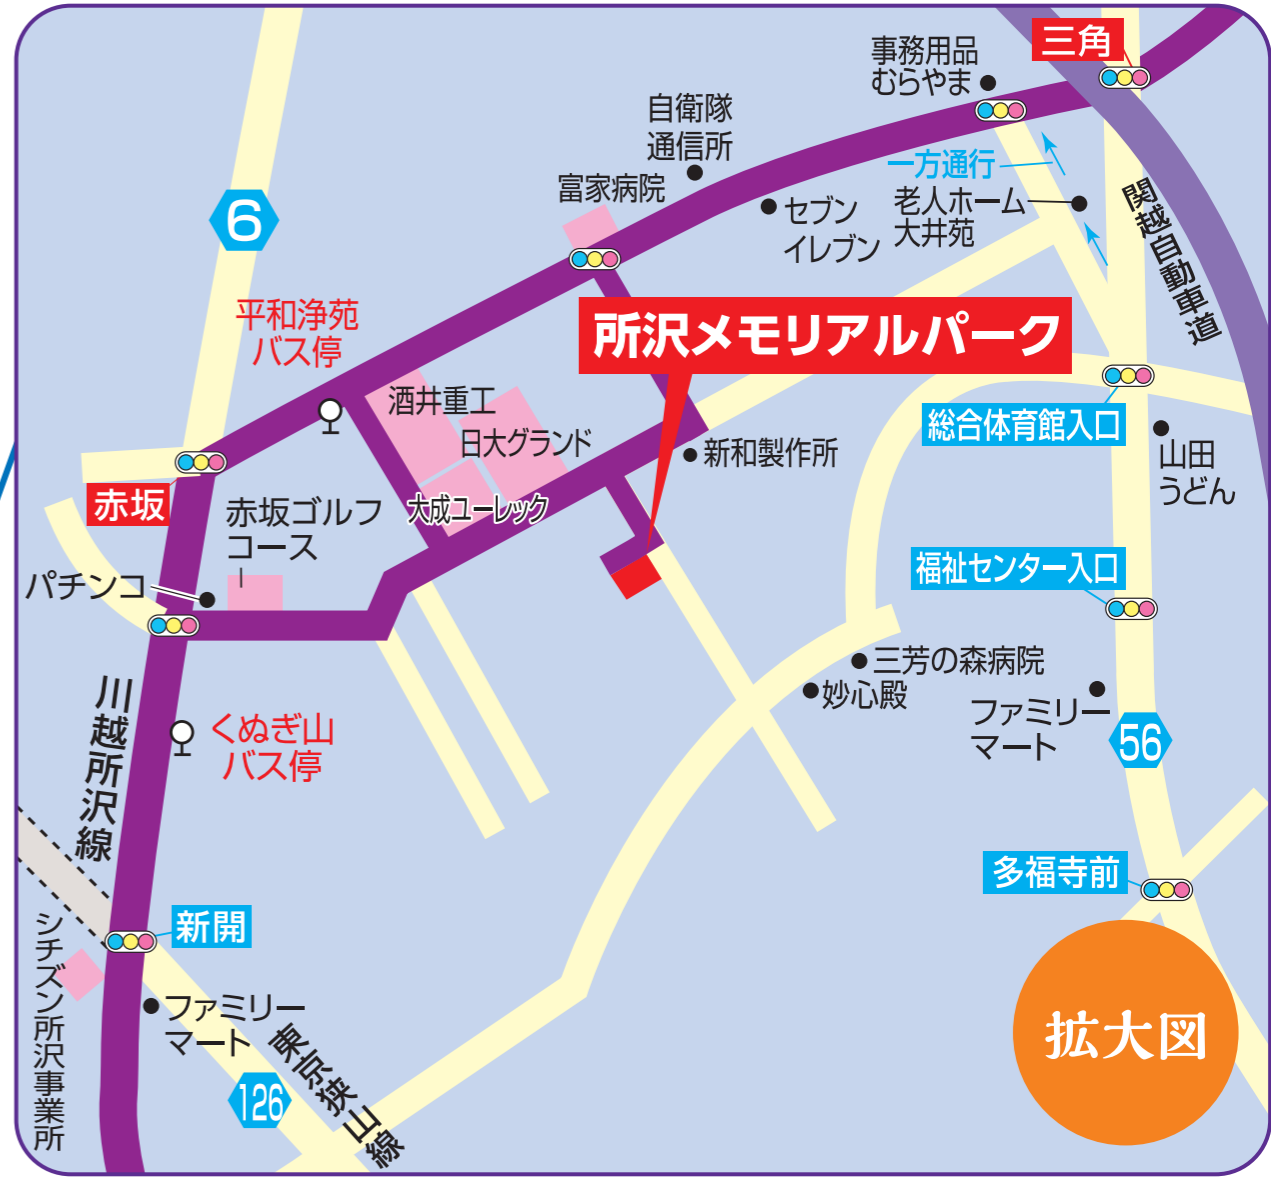 三角
事務用品
むらやま
自衛隊
通信所
富家病院
一方通行
老人ホーム
大井苑
セブン
イレブン
関越自動車道
6
平和浄苑
バス停
所沢メモリアルパーク
酒井重工
日大グランド
大成ユーレック
新和製作所
総合体育館入口
山田
うどん
赤坂
赤坂ゴルフ
コース
パチンコ
福祉センター入口
三芳の森病院
妙心殿
ファミリー
マート
56
くぬぎ山
バス停
川越所沢線
多福寺前
新開
シチズン所沢事業所
ファミリー
マート
東京狭山線
126
拡大図